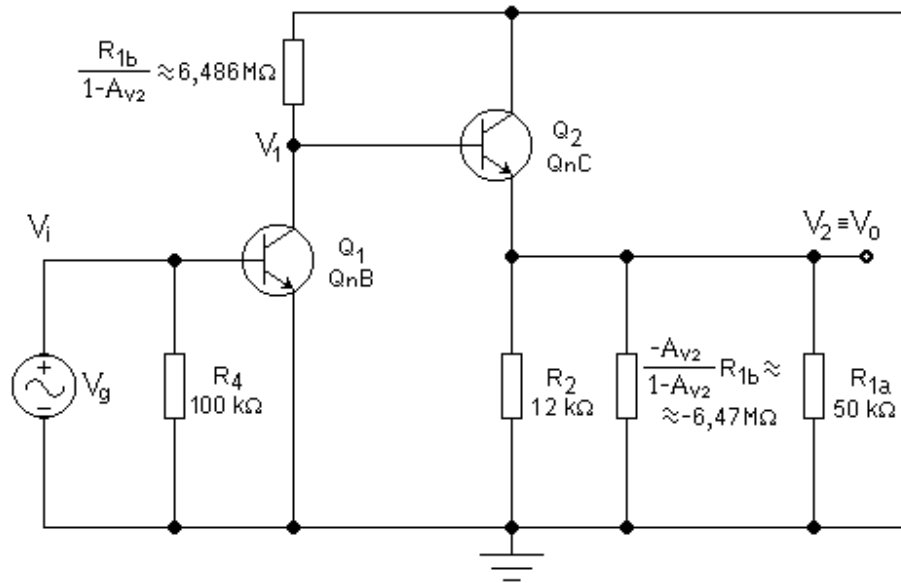 R1b
1-Av2 ≈6,486MΩ
V1
Q2
QnC
Vi
Q1
QnB
V2 ≡ Vo
+
-
Vg
R4
100 kΩ
R2
12 kΩ
-Av2
1-Av2 R1b ≈
≈-6,47MΩ
R1a
50 kΩ